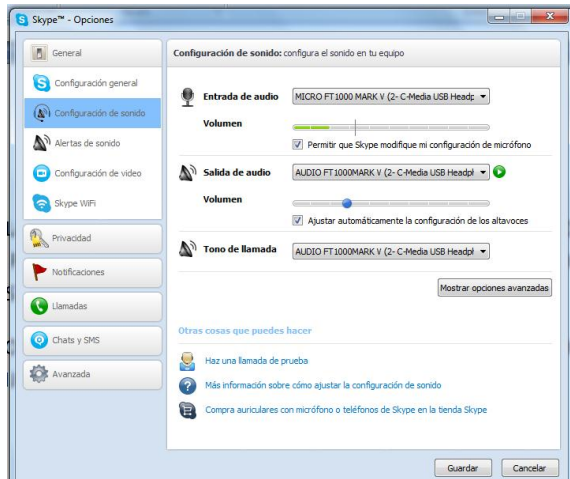 Skype™ - Opciones
General
Configuración general
Configuración de sonido
Alertas de sonido
Configuración de vídeo
Skype WiFi
Privacidad
Notificaciones
Llamadas
Chats y SMS
Avanzada
Configuración de sonido: configura el sonido en tu equipo
Entrada de audio
MICRO FT1000 MARK V (2- C-Media USB Headp
Volumen
Permitir que Skype modifique mi configuración de micrófono
Salida de audio
AUDIO FT1000MARK V (2- C-Media USB Headpl
Volumen
Ajustar automáticamente la configuración de los altavoces
Tono de llamada
AUDIO FT1000MARK V (2- C-Media USB Headpl
Mostrar opciones avanzadas
Otras cosas que puedes hacer
Haz una llamada de prueba
Más información sobre cómo ajustar la configuración de sonido
Compra auriculares con micrófono o teléfonos de Skype en la tienda Skype
Guardar
Cancelar